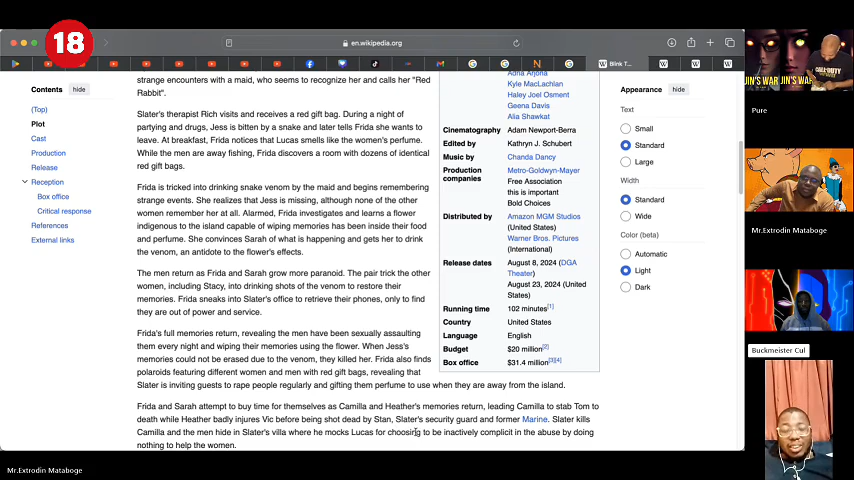 18
en.wikipedia.org
Blink T...
Contents hide
(Top)
Plot
Cast
Production
Release
Reception
Box office
Critical response
References
External links
strange encounters with a maid, who seems to recognize her and calls her "Red
Rabbit".
Slater's therapist Rich visits and receives a red gift bag. During a night of
partying and drugs, Jess is bitten by a snake and later tells Frida she wants to
leave. At breakfast, Frida notices that Lucas smells like the women's perfume.
While the men are away fishing, Frida discovers a room with dozens of identical
red gift bags.
Frida is tricked into drinking snake venom by the maid and begins remembering
strange events. She realizes that Jess is missing, although none of the other
women remember her at all. Alarmed, Frida investigates and learns a flower
indigenous to the island capable of wiping memories has been inside their food
and perfume. She convinces Sarah of what is happening and gets her to drink
the venom, an antidote to the flower's effects.
The men return as Frida and Sarah grow more paranoid. The pair trick the other
women, including Stacy, into drinking shots of the venom to restore their
memories. Frida sneaks into Slater's office to retrieve their phones, only to find
they are out of power and service.
Frida's full memories return, revealing the men have been sexually assaulting
them every night and wiping their memories using the flower. When Jess's
memories could not be erased due to the venom, they killed her. Frida also finds
polaroids featuring different women and men with red gift bags, revealing that
Slater is inviting guests to rape people regularly and gifting them perfume to use when they are away from the island.
Frida and Sarah attempt to buy time for themselves as Camilla and Heather's memories return, leading Camilla to stab Tom to
death while Heather badly injures Vic before being shot dead by Stan, Slater's security guard and former Marine. Slater kills
Camilla and the men hide in Slater's villa where he mocks Lucas for choosing to be inactively complicit in the abuse by doing
nothing to help the women.
Adria Arjona
Kyle MacLachlan
Haley Joel Osment
Geena Davis
Alia Shawkat
Cinematography Adam Newport-Berra
Edited by Kathryn J. Schubert
Music by Chanda Dancy
Production companies Metro-Goldwyn-Mayer
Free Association
this is important
Bold Choices
Distributed by Amazon MGM Studios
(United States)
Warner Bros. Pictures
(International)
Release dates August 8, 2024 (DGA
Theater)
August 23, 2024 (United
States)
Running time 102 minutes[1]
Country United States
Language English
Budget $20 million[2]
Box office $31.4 million[3][4]
Appearance hide
Text
Small
Standard
Large
Width
Standard
Wide
Color (beta)
Automatic
Light
Dark
JIN'S WAR
JIN'S WAR
CALL OF DUTY
Pure
Mr.Extrodin Mataboge
Buckmeister Cul
Mr.Extrodin Mataboge